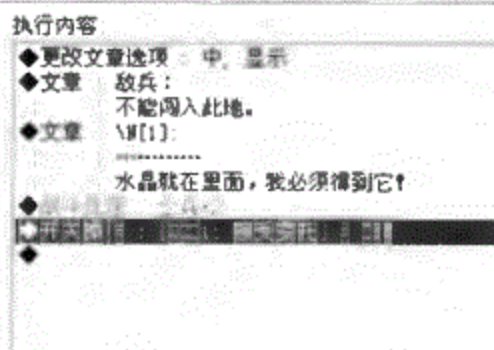 执行内容
◆更改文章选项 : 中, 显示
◆文章 敌兵:
不能闯入此地。
◆文章 \N[1]:
----------
水晶就在里面,我必须得到它!
◆
◆
◆